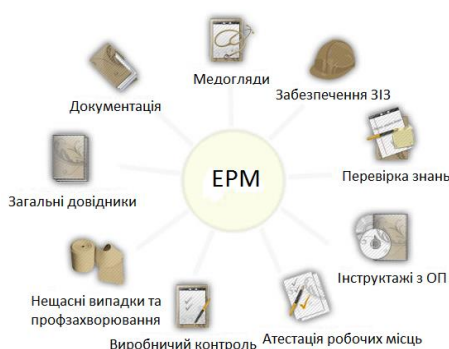 Медогляди
Забезпечення ЗІЗ
Документація
Перевірка знань
ЕРМ
Загальні довідники
Інструктажі з ОП
Нещасні випадки та
профзахворювання
Виробничий контроль
Атестація робочих місць